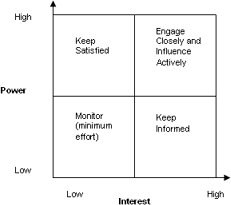 High
Keep
Satisfied
Engage
Closely and
Influence
Actively
Power
Monitor
(minimum
effort)
Keep
Informed
Low
Low
High
Interest